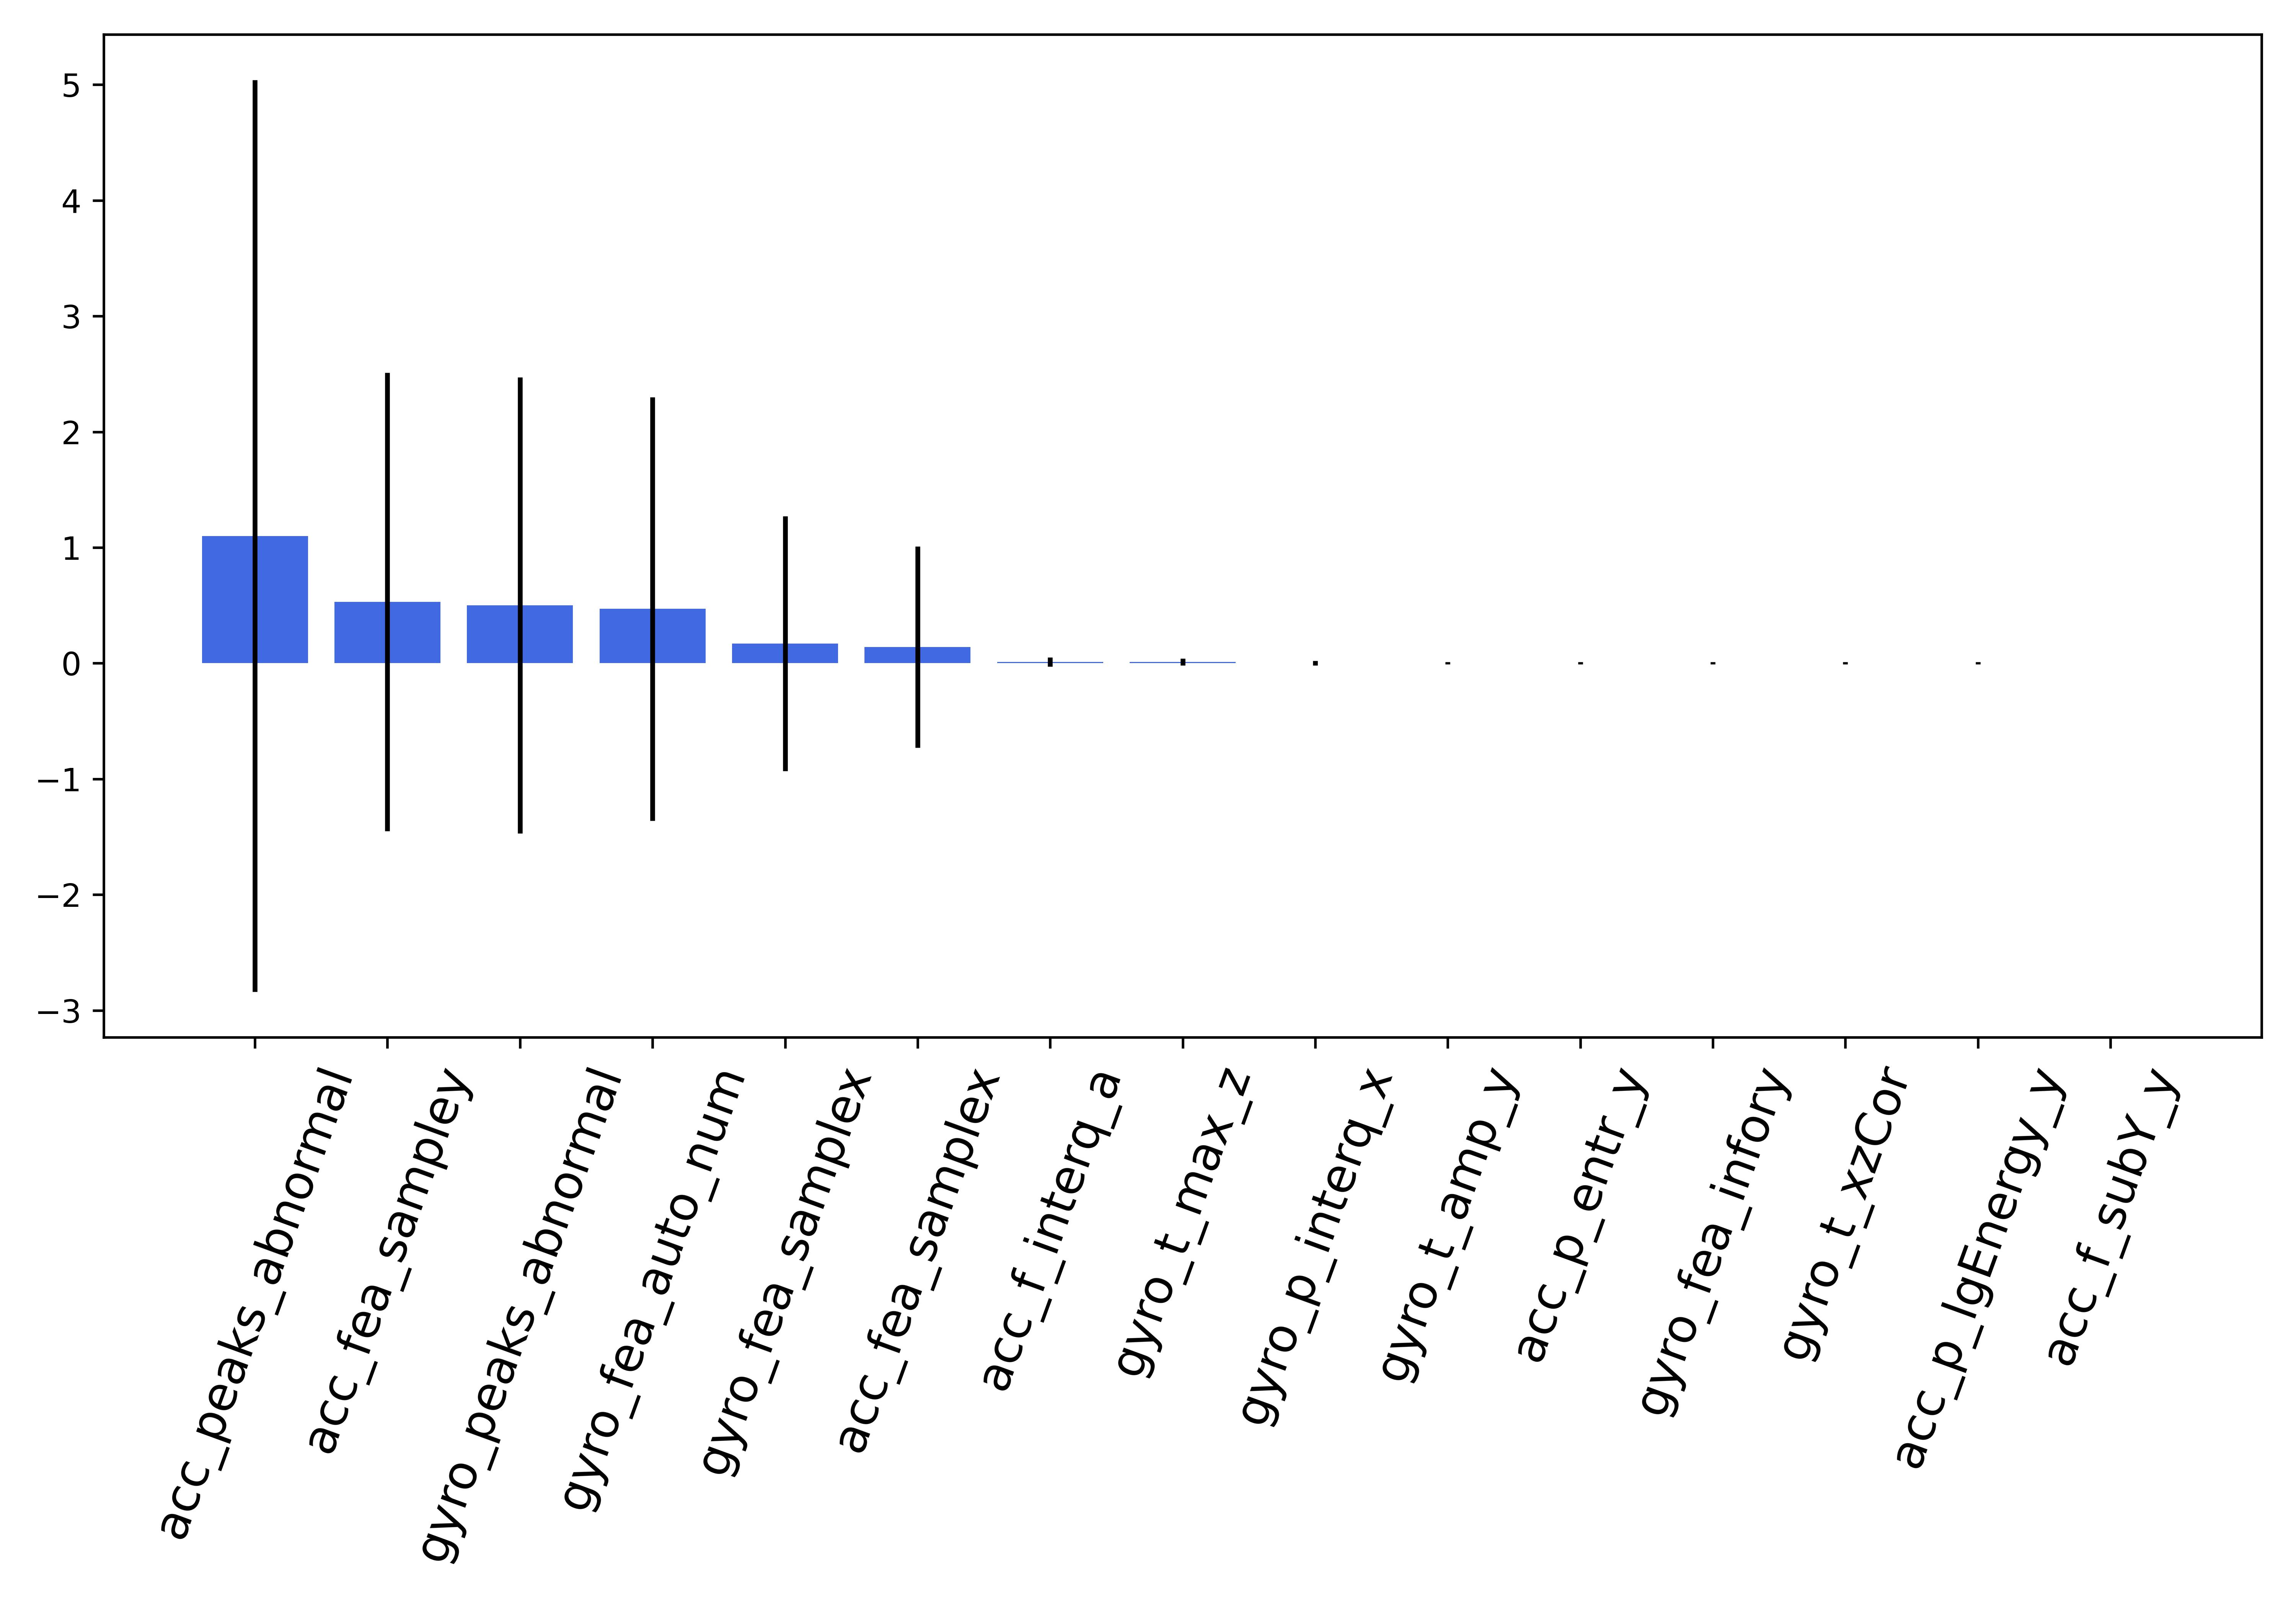 5
4
3
2
1
0
−1
−2
−3
acc_peaks_abnormal
acc_fea_sampley
gyro_peaks_abnormal
gyro_fea_auto_num
gyro_fea_samplex
acc_fea_samplex
acc_f_interq_a
gyro_t_max_z
gyro_p_interq_x
gyro_t_amp_y
acc_p_entr_y
gyro_fea_infory
gyro_t_xzCor
acc_p_lgEnergy_y
acc_f_subY_y